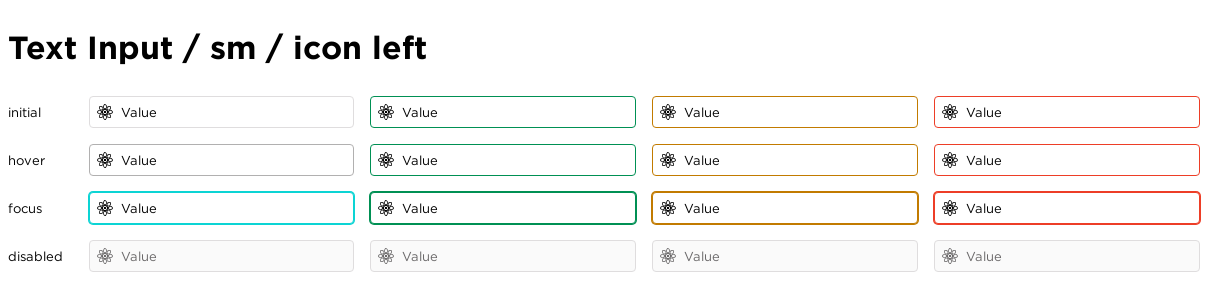 Text Input / sm / icon left
initial Value Value Value Value
hover Value Value Value Value
focus Value Value Value Value
disabled Value Value Value Value